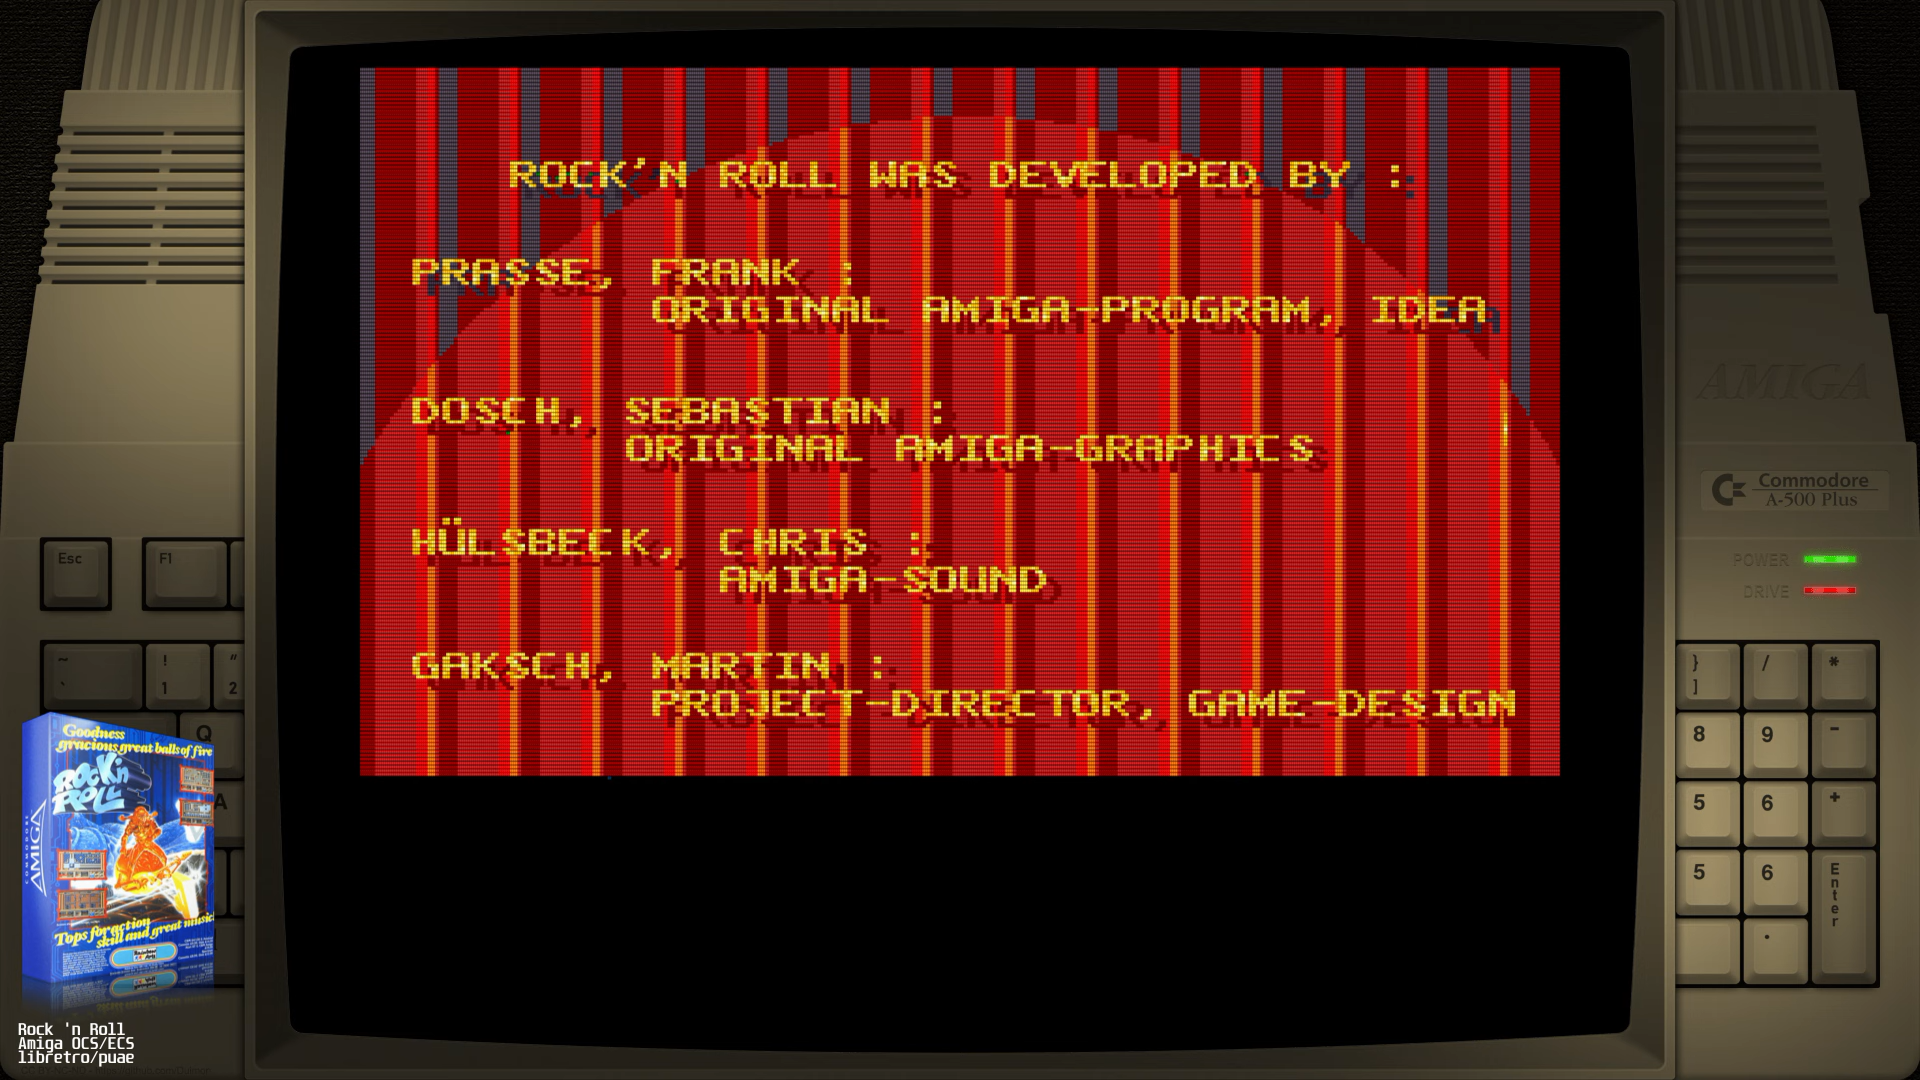 ROCK'N ROLL WAS DEVELOPED BY :
PRASSE, FRANK :
ORIGINAL AMIGA-PROGRAM, IDEA
DOSCH, SEBASTIAN :
ORIGINAL AMIGA-GRAPHICS
HÜLSBECK, CHRIS :
AMIGA-SOUND
GAKSCH, MARTIN :
PROJECT-DIRECTOR, GAME-DESIGN
AMIGA
Commodore
A-500 Plus
POWER
DRIVE
Esc
F1
~
`
!
1
"
2
Q
A
}
]
/
*
8
9
-
5
6
+
5
6
Enter
.
Goodness
gracious great balls of fire
ROCK'n
ROLL
COMMODORE
AMIGA
Tops for action
skill and great music
Rock 'n Roll
Amiga OCS/ECS
libretro/puae